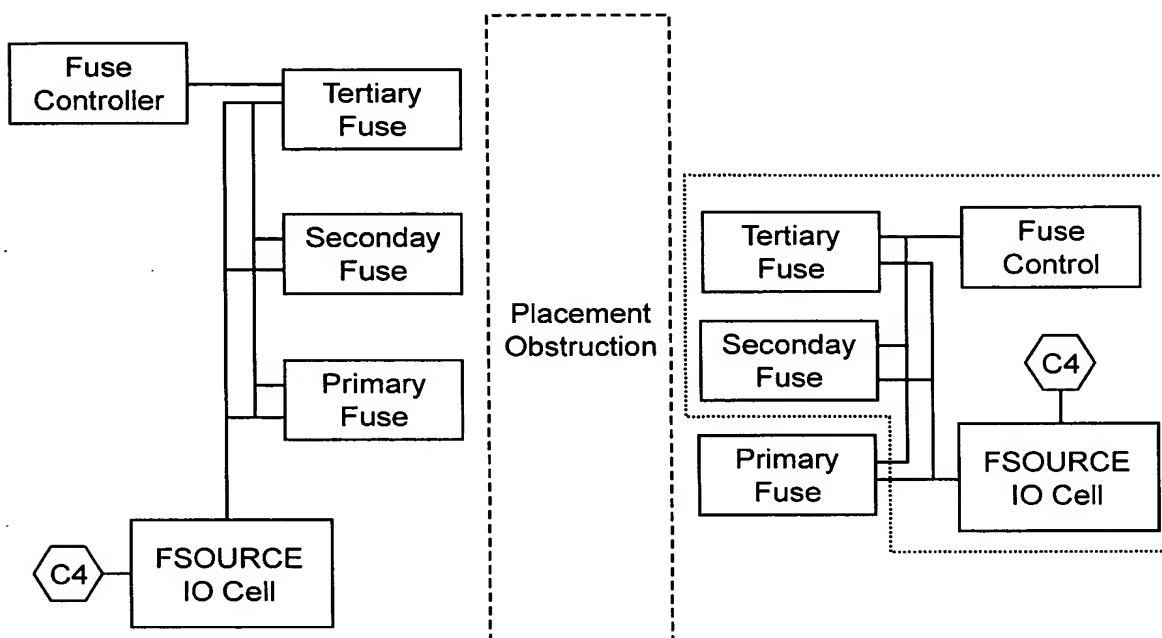 Fuse
Controller
Tertiary
Fuse
Seconday
Fuse
Primary
Fuse
FSOURCE
IO Cell
C4
Placement
Obstruction
Tertiary
Fuse
Fuse
Control
Seconday
Fuse
C4
Primary
Fuse
FSOURCE
IO Cell